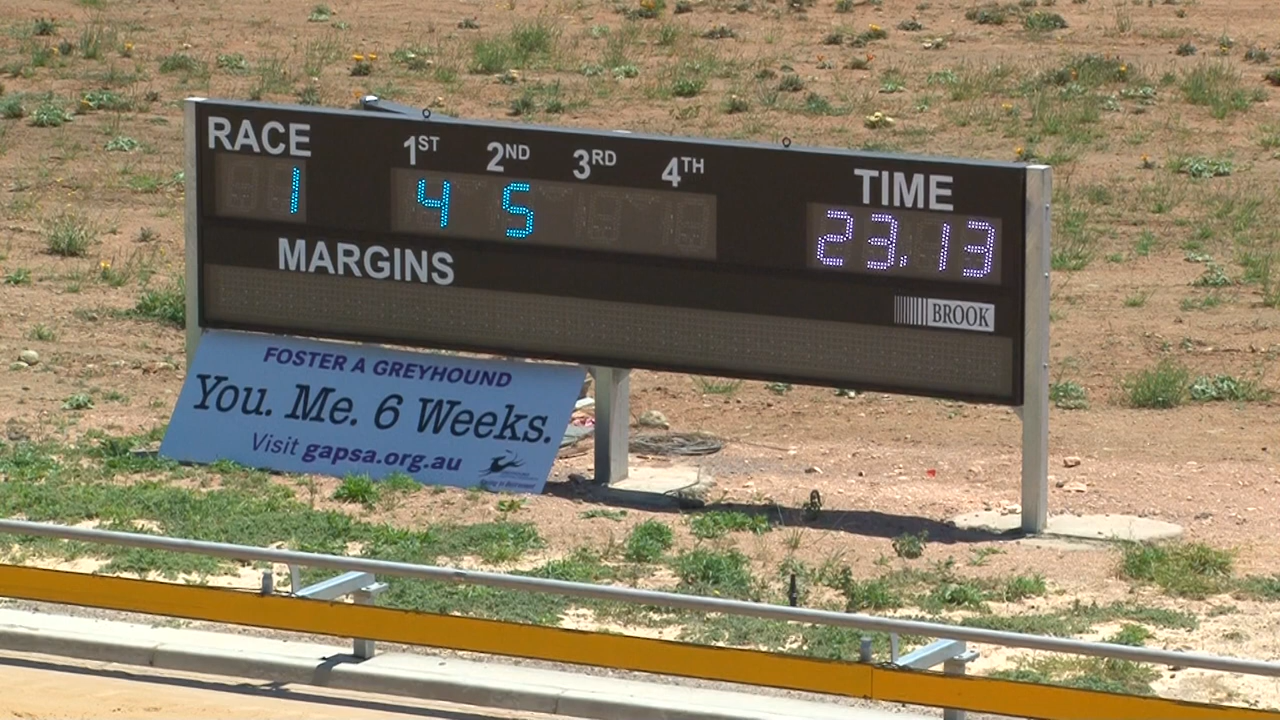 RACE 1ST 2ND 3RD 4TH TIME
1 4 5 23.13
MARGINS
BROOK
FOSTER A GREYHOUND
You. Me. 6 Weeks.
Visit gapsa.org.au